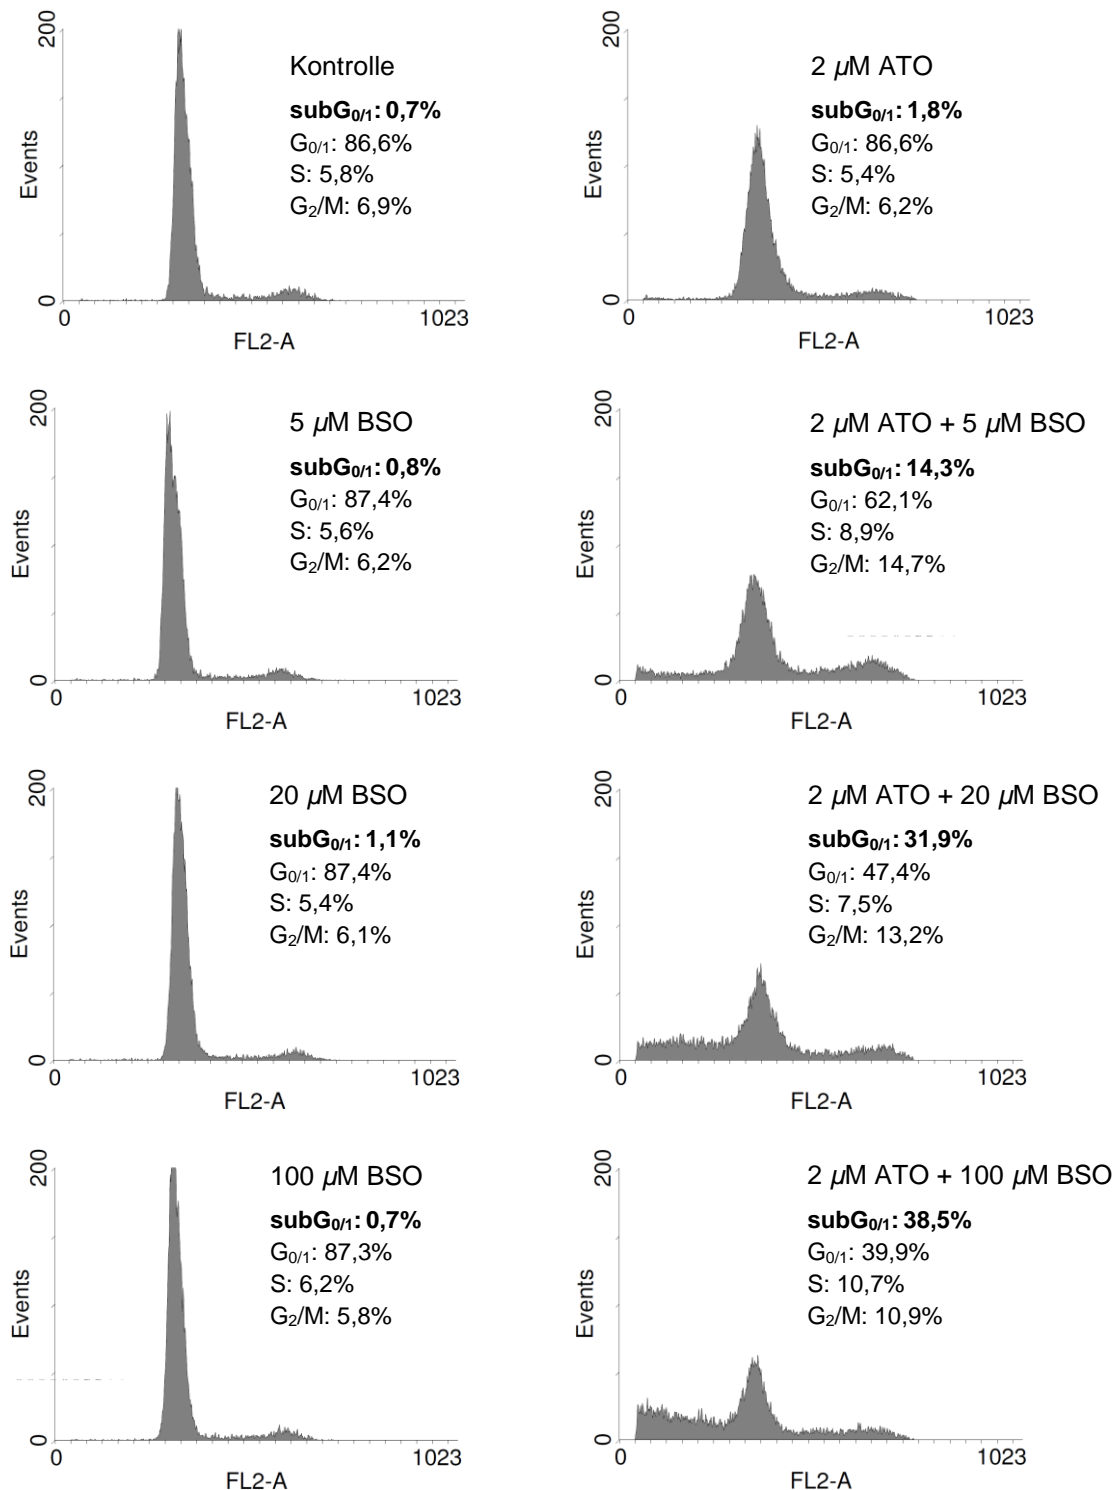 200
Events
0
0
1023
FL2-A
Kontrolle
subG0/1: 0,7%
G0/1: 86,6%
S: 5,8%
G2/M: 6,9%
200
Events
0
0
1023
FL2-A
2 µM ATO
subG0/1: 1,8%
G0/1: 86,6%
S: 5,4%
G2/M: 6,2%
200
Events
0
0
1023
FL2-A
5 µM BSO
subG0/1: 0,8%
G0/1: 87,4%
S: 5,6%
G2/M: 6,2%
200
Events
0
0
1023
FL2-A
2 µM ATO + 5 µM BSO
subG0/1: 14,3%
G0/1: 62,1%
S: 8,9%
G2/M: 14,7%
200
Events
0
0
1023
FL2-A
20 µM BSO
subG0/1: 1,1%
G0/1: 87,4%
S: 5,4%
G2/M: 6,1%
200
Events
0
0
1023
FL2-A
2 µM ATO + 20 µM BSO
subG0/1: 31,9%
G0/1: 47,4%
S: 7,5%
G2/M: 13,2%
200
Events
0
0
1023
FL2-A
100 µM BSO
subG0/1: 0,7%
G0/1: 87,3%
S: 6,2%
G2/M: 5,8%
200
Events
0
0
1023
FL2-A
2 µM ATO + 100 µM BSO
subG0/1: 38,5%
G0/1: 39,9%
S: 10,7%
G2/M: 10,9%